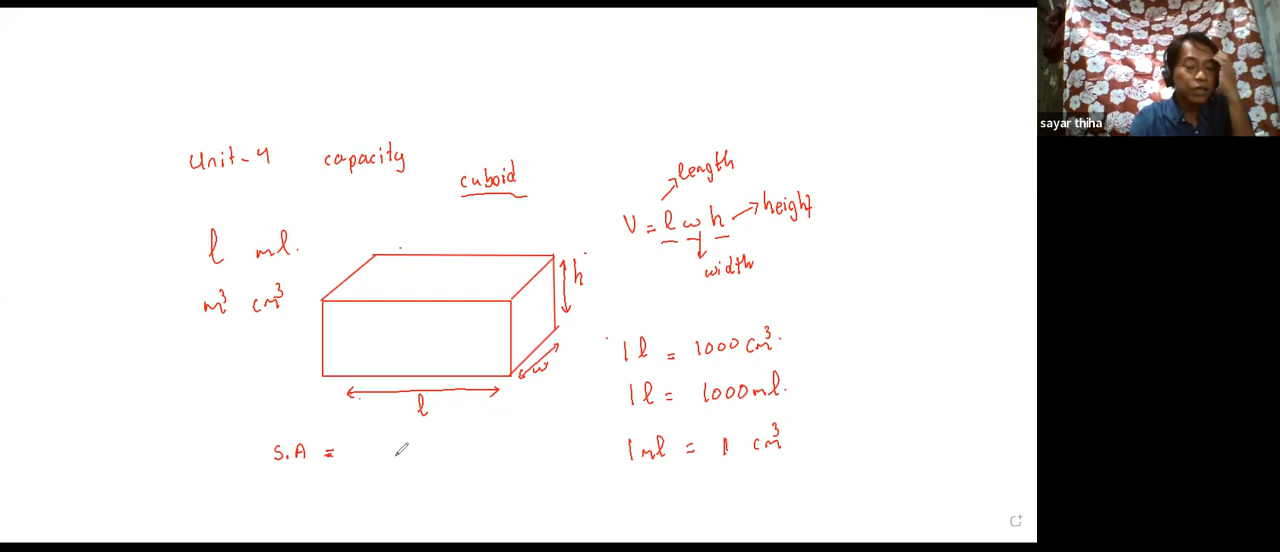 Unit-4 capacity
cuboid
l ml.
m³ cm³
h
w
l
S.A =
length
V = l w h
height
width
1 l = 1000 cm³.
1 l = 1000 ml.
1 ml = 1 cm³
sayar thiha